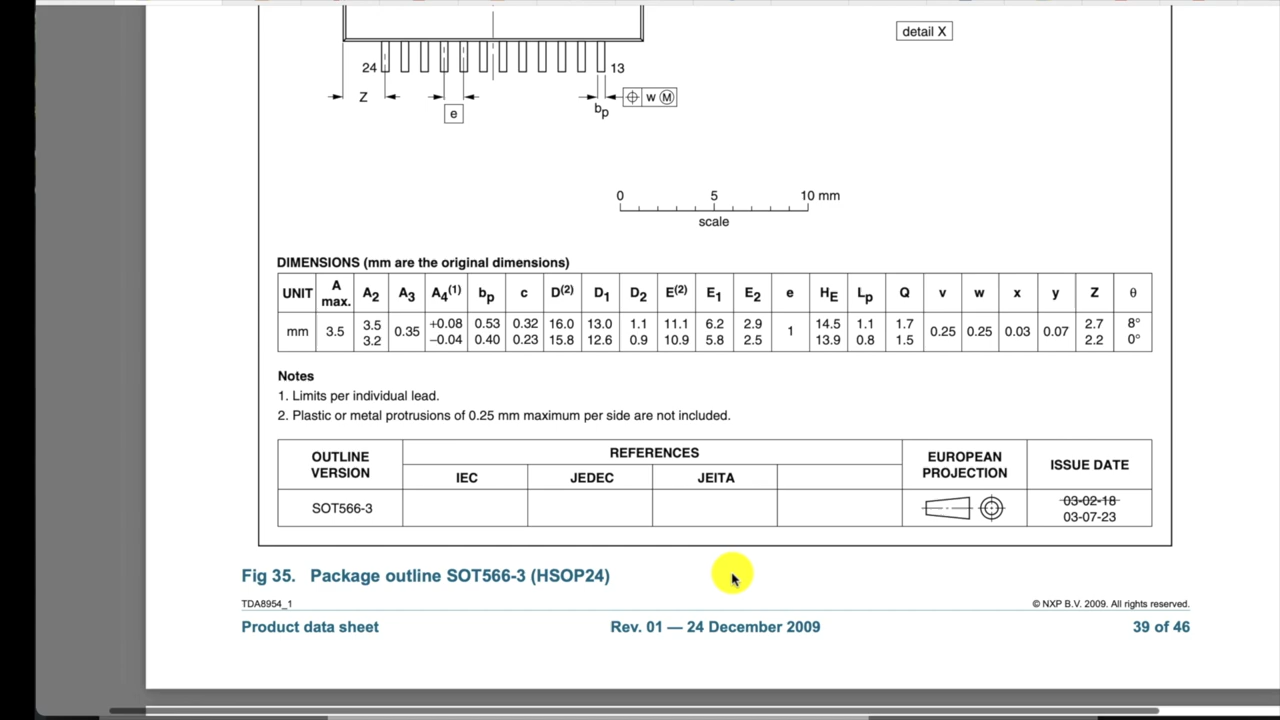 detail X
24
13
Z
e
bp
w M
0 5 10 mm
scale
DIMENSIONS (mm are the original dimensions)
UNIT A max. A2 A3 A4(1) bp c D(2) D1 D2 E(2) E1 E2 e HE Lp Q v w x y Z θ
mm 3.5 3.5 3.2 0.35 +0.08 −0.04 0.53 0.40 0.32 0.23 16.0 15.8 13.0 12.6 1.1 0.9 11.1 10.9 6.2 5.8 2.9 2.5 1 14.5 13.9 1.1 0.8 1.7 1.5 0.25 0.25 0.03 0.07 2.7 2.2 8° 0°
Notes
1. Limits per individual lead.
2. Plastic or metal protrusions of 0.25 mm maximum per side are not included.
OUTLINE VERSION REFERENCES EUROPEAN PROJECTION ISSUE DATE
IEC JEDEC JEITA
SOT566-3 03-02-18
03-07-23
Fig 35. Package outline SOT566-3 (HSOP24)
TDA8954_1 © NXP B.V. 2009. All rights reserved.
Product data sheet Rev. 01 — 24 December 2009 39 of 46